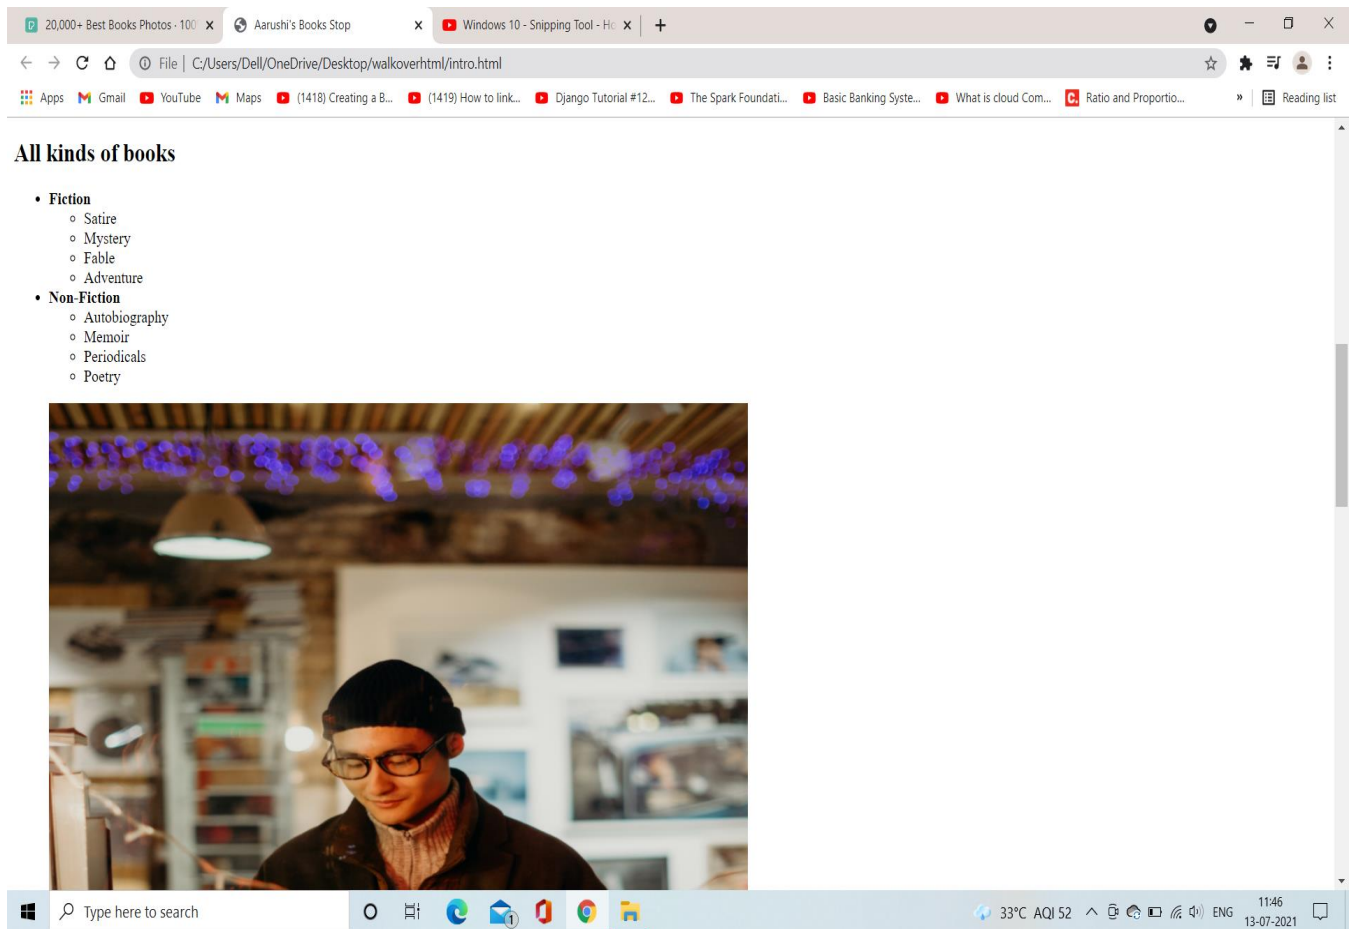 20,000+ Best Books Photos · 100
Aarushi's Books Stop
Windows 10 - Snipping Tool - Ho
File | C:/Users/Dell/OneDrive/Desktop/walkoverhtml/intro.html
Apps Gmail YouTube Maps (1418) Creating a B... (1419) How to link... Django Tutorial #12... The Spark Foundati... Basic Banking Syste... What is cloud Com... Ratio and Proportio... » Reading list
All kinds of books
Fiction
Satire
Mystery
Fable
Adventure
Non-Fiction
Autobiography
Memoir
Periodicals
Poetry
Type here to search
1
33°C AQI 52
ENG
11:46
13-07-2021